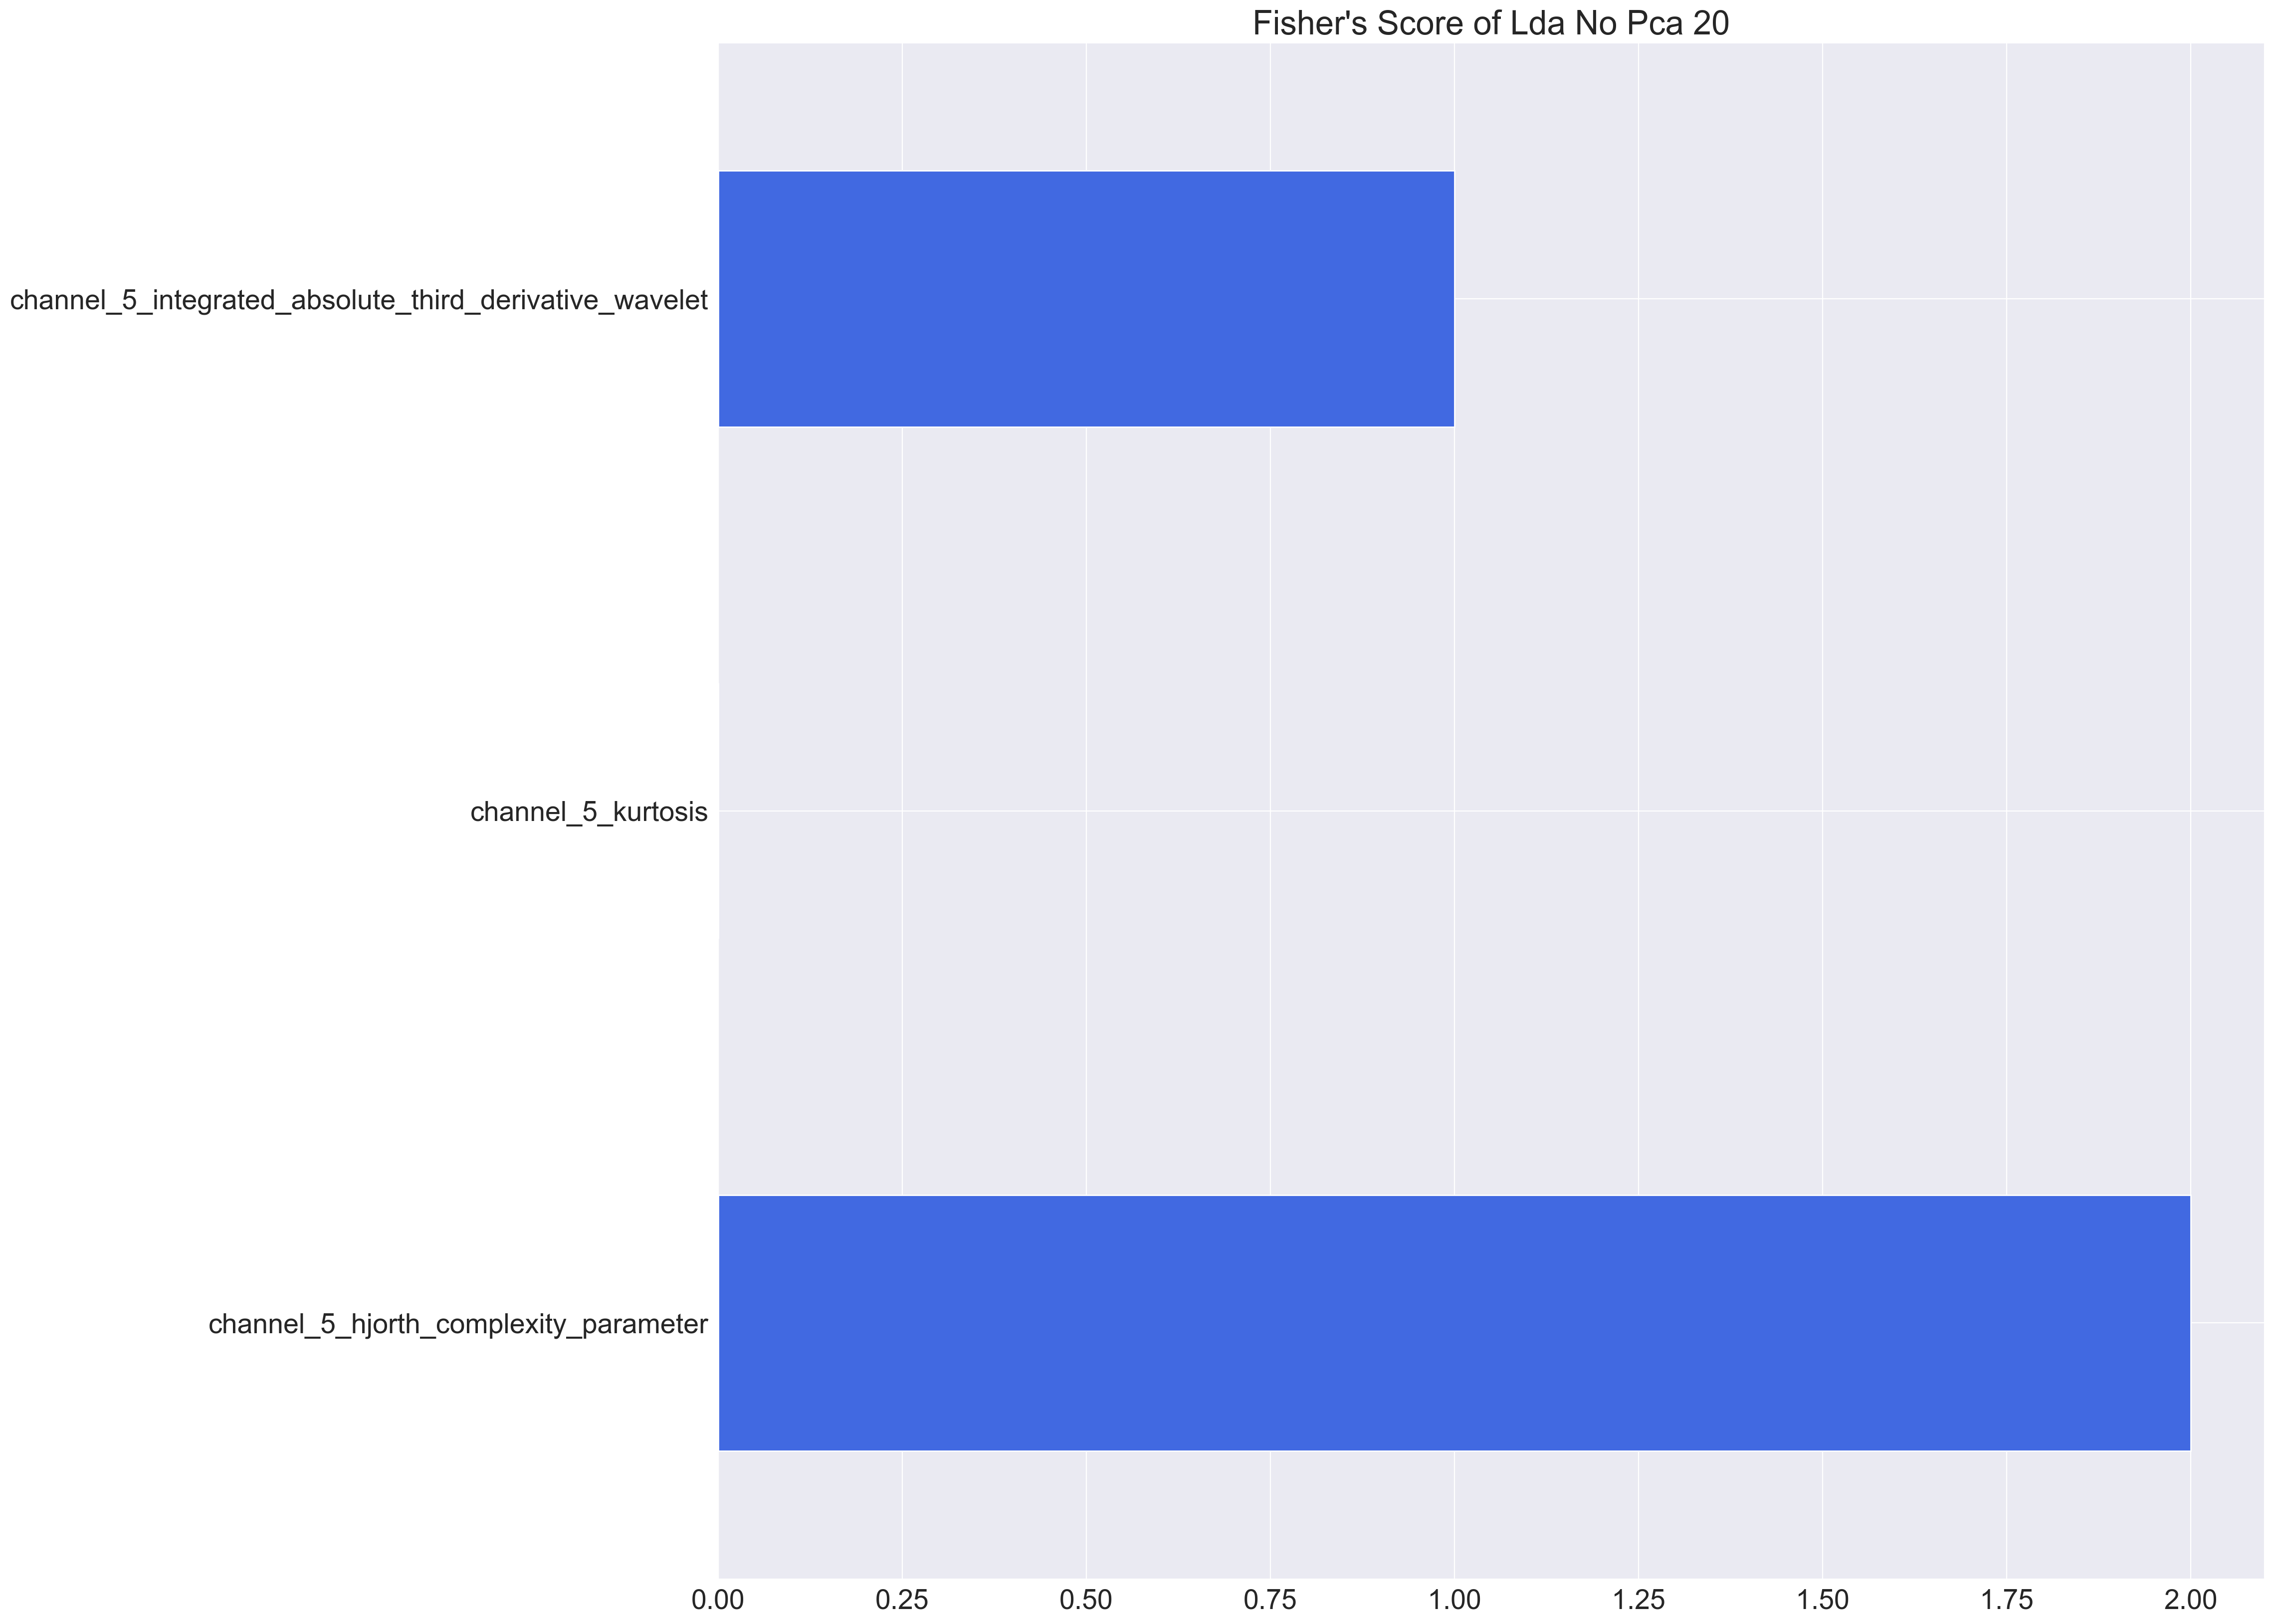 Fisher's Score of Lda No Pca 20
channel_5_integrated_absolute_third_derivative_wavelet
channel_5_kurtosis
channel_5_hjorth_complexity_parameter
0.00 0.25 0.50 0.75 1.00 1.25 1.50 1.75 2.00